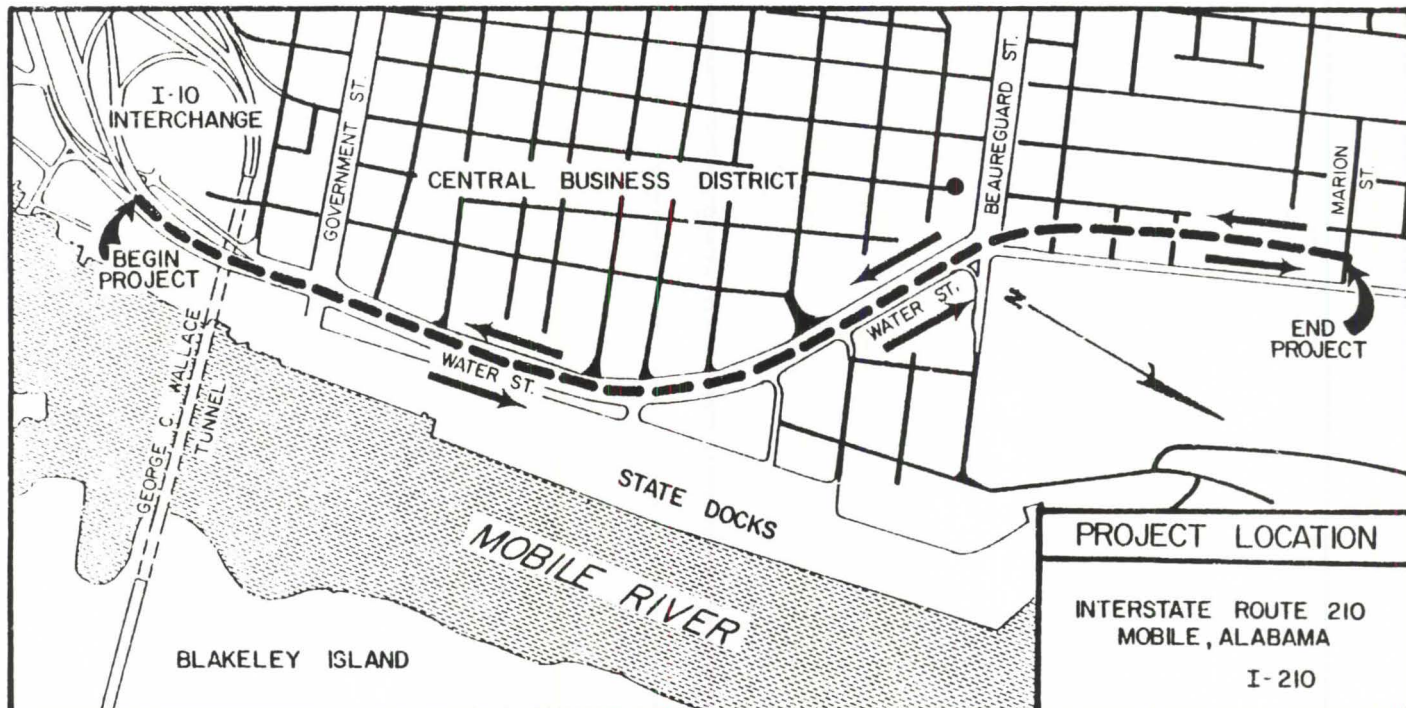 I-10
INTERCHANGE
GOVERNMENT ST.
CENTRAL BUSINESS DISTRICT
BEAUREGUARD ST.
MARION ST.
BEGIN
PROJECT
GEORGE C. WALLACE
TUNNEL
WATER ST.
WATER ST.
N
END
PROJECT
STATE DOCKS
MOBILE RIVER
BLAKELEY ISLAND
PROJECT LOCATION
INTERSTATE ROUTE 210
MOBILE, ALABAMA
I-210